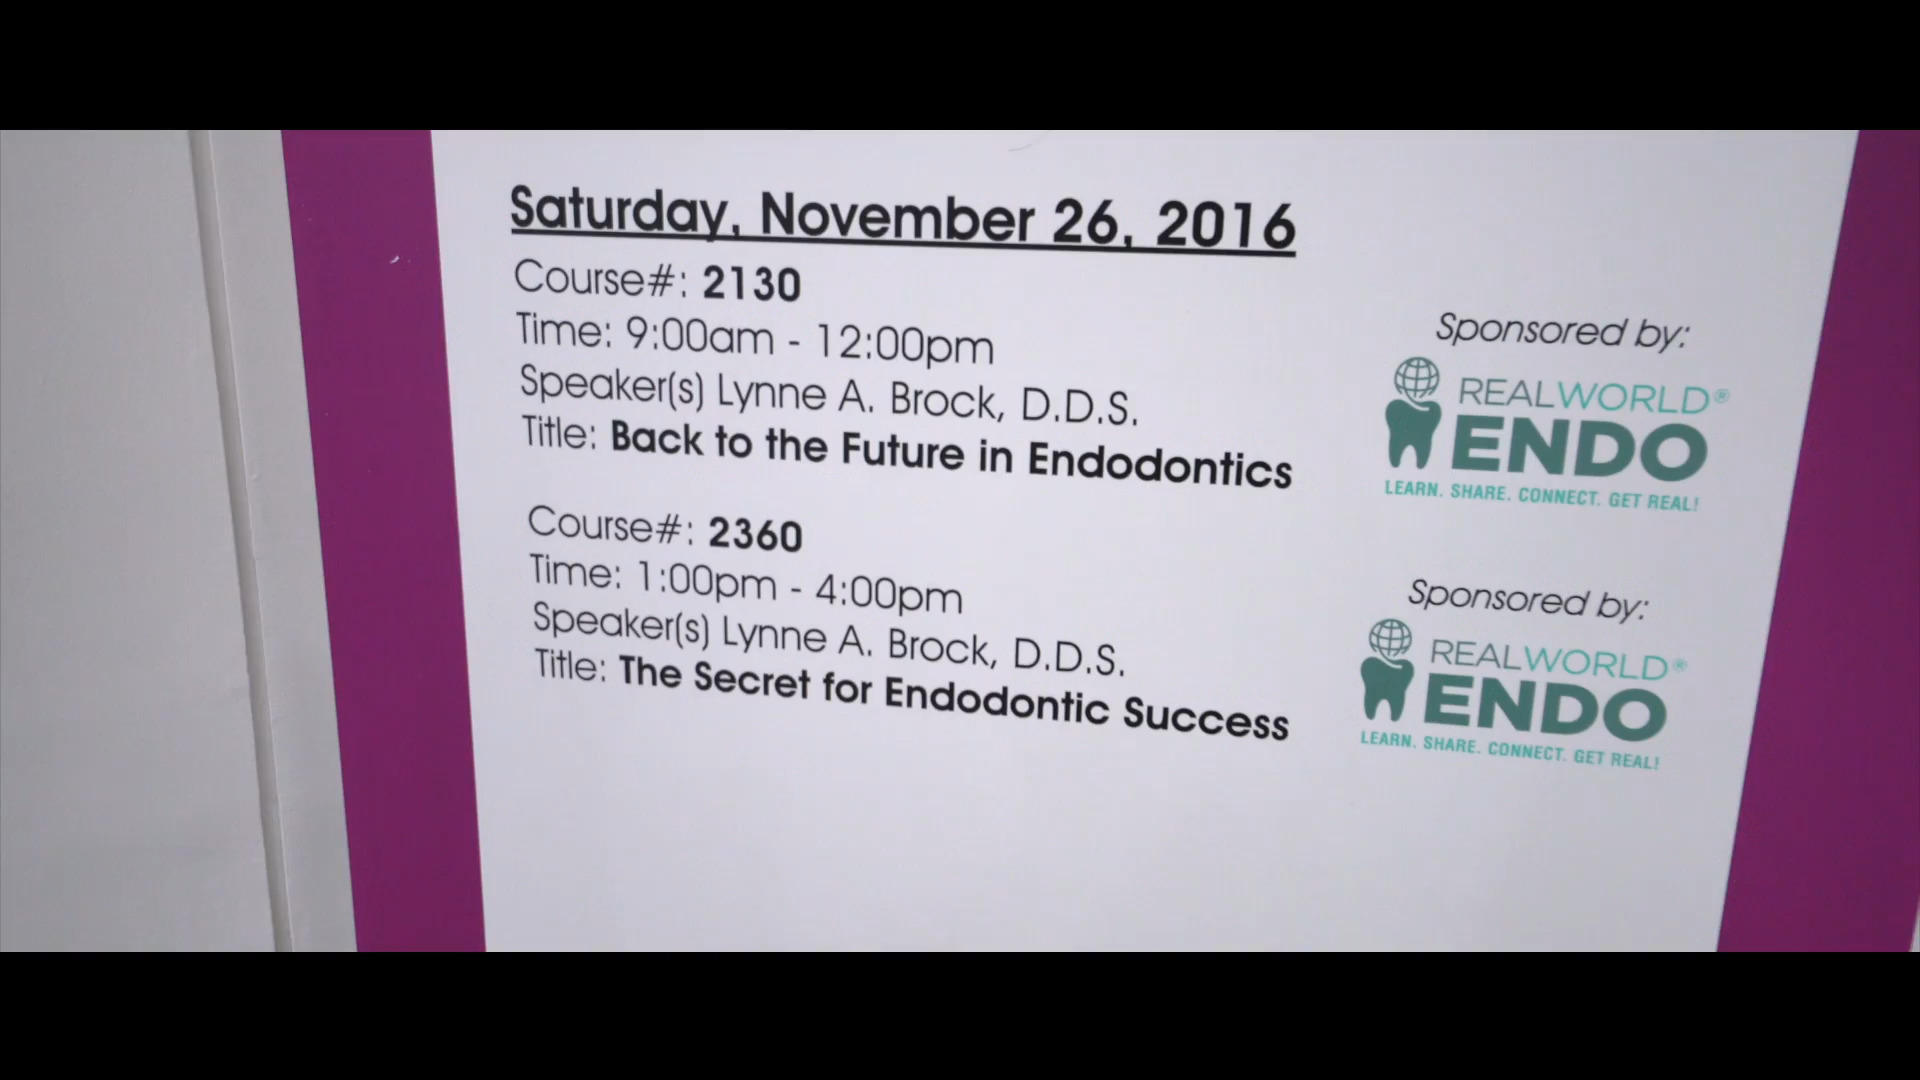 Saturday, November 26, 2016
Course#: 2130
Time: 9:00am - 12:00pm
Speaker(s) Lynne A. Brock, D.D.S.
Title: Back to the Future in Endodontics
Sponsored by:
REALWORLD®
ENDO
LEARN. SHARE. CONNECT. GET REAL!
Course#: 2360
Time: 1:00pm - 4:00pm
Speaker(s) Lynne A. Brock, D.D.S.
Title: The Secret for Endodontic Success
Sponsored by:
REALWORLD®
ENDO
LEARN. SHARE. CONNECT. GET REAL!